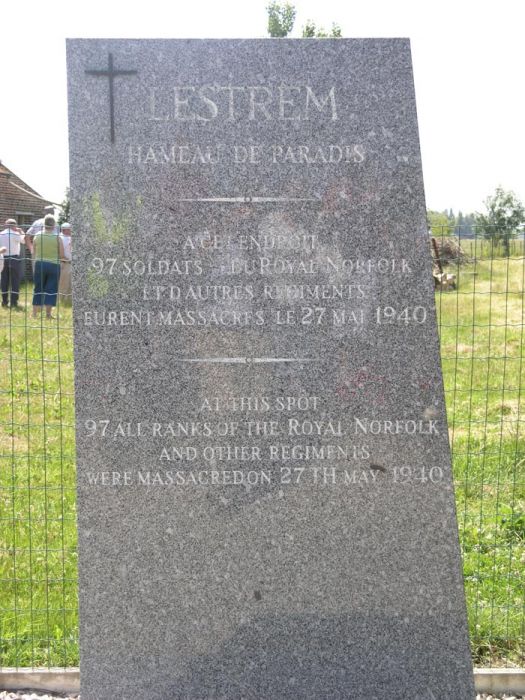 LESTREM
HAMEAU DE PARADIS
A CET ENDROIT
97 SOLDATS DU ROYAL NORFOLK
ET D'AUTRES REGIMENTS
EURENT MASSACRES LE 27 MAI 1940
AT THIS SPOT
97 ALL RANKS OF THE ROYAL NORFOLK
AND OTHER REGIMENTS
WERE MASSACRED ON 27TH MAY 1940